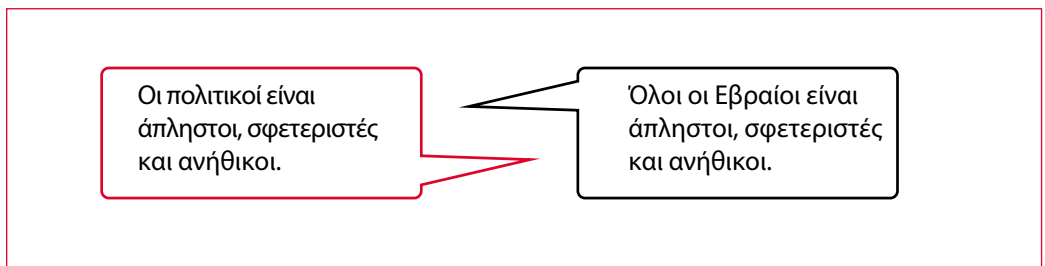 Οι πολιτικοί είναι
άπληστοι, σφετεριστές
και ανήθικοι.
Όλοι οι Εβραίοι είναι
άπληστοι, σφετεριστές
και ανήθικοι.